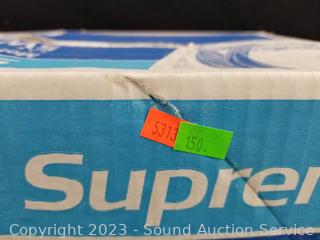 5313
150.
Suprem
Copyright © 2023 - Sound Auction Service